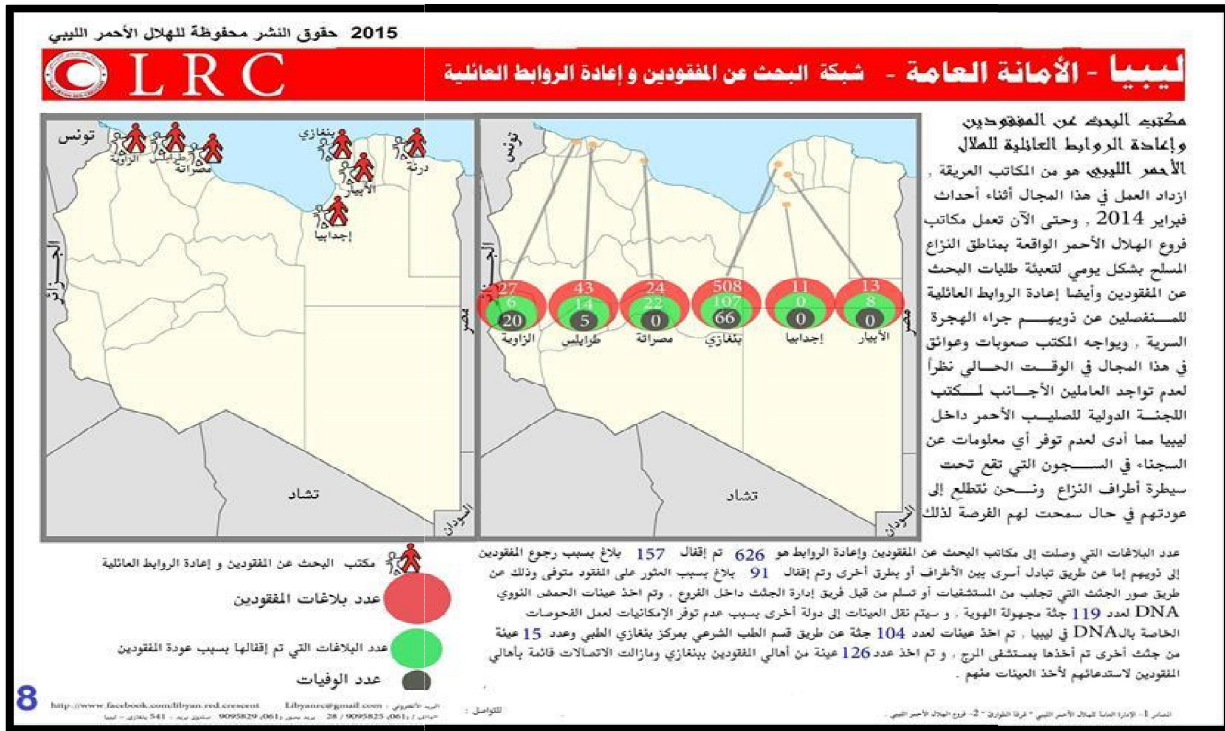 2015 حقوق النشر محفوظة للهلال الأحمر الليبي
ليبيا - الأمانة العامة - شبكة البحث عن المفقودين و إعادة الروابط العائلية
LRC
مكتب البحث عن المفقودين
وإعادة الروابط العائلية للهلال
الأحمر الليبي هو من المكاتب العريقة ,
ازداد العمل في هذا المجال أثناء أحداث
فبراير 2014 , وحتى الآن تعمل مكاتب
فروع الهلال الأحمر الواقعة بمناطق النزاع
المسلح بشكل يومي لتعبئة طلبات البحث
عن المفقودين وأيضا إعادة الروابط العائلية
للمنفصلين عن ذويهم جراء الهجرة
السرية , ويواجه المكتب صعوبات وعوائق
في هذا المجال في الوقت الحالي نظراً
لعدم تواجد العاملين الأجانب لمكتب
اللجنة الدولية للصليب الأحمر داخل
ليبيا مما أدى لعدم توفر أي معلومات عن
السجناء في السجون التي تقع تحت
سيطرة أطراف النزاع ونحن نتطلع إلى
عودتهم في حال سمحت لهم الفرصة لذلك
تونس
الجزائر
مصر
27 43 24 508 11 13
6 14 22 107 0 8
20 5 0 66 0 0
الزاوية طرابلس مصراتة بنغازي إجدابيا الأبيار
تشاد
السودان
تونس
الزاوية
طرابلس
مصراتة
بنغازي
درنة
الأبيار
إجدابيا
الجزائر
مصر
تشاد
السودان
عدد البلاغات التي وصلت إلى مكاتب البحث عن المفقودين وإعادة الروابط هو 626 تم إقفال 157 بلاغ بسبب رجوع المفقودين
إلى ذويهم إما عن طريق تبادل أسرى بين الأطراف أو بطرق أخرى وتم إقفال 91 بلاغ بسبب العثور على المفقود متوفى وذلك عن
طريق صور الجثث التي تجلب من المستشفيات أو تسلم من قبل فريق إدارة الجثث داخل الفروع , وتم اخذ عينات الحمض النووي
DNA لعدد 119 جثة مجهولة الهوية , و سيتم نقل العينات إلى دولة أخرى بسبب عدم توفر الإمكانيات لعمل الفحوصات
الخاصة بالDNA في ليبيا , تم اخذ عينات لعدد 104 جثة عن طريق قسم الطب الشرعي بمركز بنغازي الطبي وعدد 15 عينة
من جثث أخرى تم أخذها بمستشفى المرج , و تم اخذ عدد 126 عينة من أهالي المفقودين ببنغازي ومازالت الاتصالات قائمة بأهالي
المفقودين لاستدعائهم لأخذ العينات منهم .
مكتب البحث عن المفقودين و إعادة الروابط العائلية
عدد بلاغات المفقودين
عدد البلاغات التي تم إقفالها بسبب عودة المفقودين
عدد الوفيات
8
للتواصل :
البريد الألكتروني : Libyanrc@gmail.com http://www.facebook.com/libyan.red.crescent